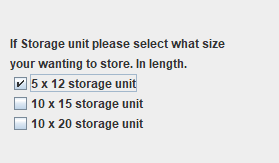 If Storage unit please select what size
your wanting to store. In length.
5 x 12 storage unit
10 x 15 storage unit
10 x 20 storage unit